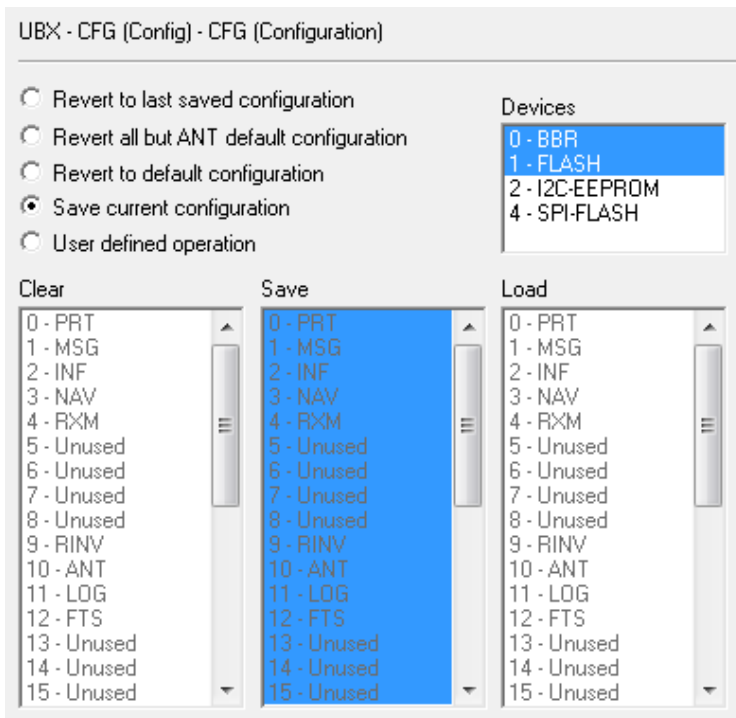 UBX - CFG (Config) - CFG (Configuration)
Revert to last saved configuration
Revert all but ANT default configuration
Revert to default configuration
Save current configuration
User defined operation
Devices
0 - BBR
1 - FLASH
2 - I2C-EEPROM
4 - SPI-FLASH
Clear
0 - PRT
1 - MSG
2 - INF
3 - NAV
4 - RXM
5 - Unused
6 - Unused
7 - Unused
8 - Unused
9 - RINV
10 - ANT
11 - LOG
12 - FTS
13 - Unused
14 - Unused
15 - Unused
Save
0 - PRT
1 - MSG
2 - INF
3 - NAV
4 - RXM
5 - Unused
6 - Unused
7 - Unused
8 - Unused
9 - RINV
10 - ANT
11 - LOG
12 - FTS
13 - Unused
14 - Unused
15 - Unused
Load
0 - PRT
1 - MSG
2 - INF
3 - NAV
4 - RXM
5 - Unused
6 - Unused
7 - Unused
8 - Unused
9 - RINV
10 - ANT
11 - LOG
12 - FTS
13 - Unused
14 - Unused
15 - Unused